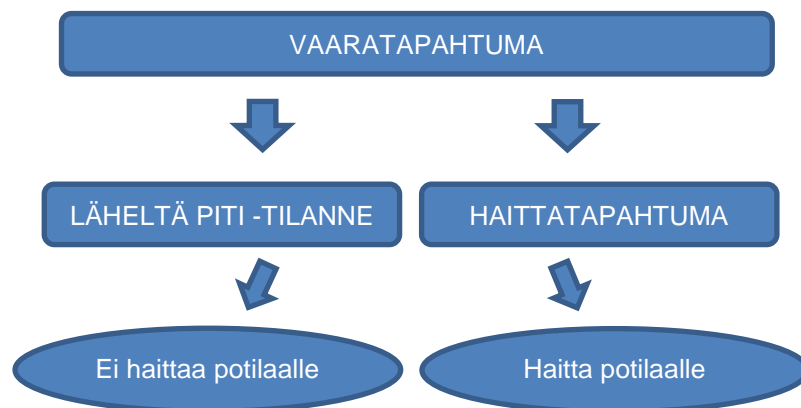 VAARATAPAHTUMA
LÄHELTÄ PITI -TILANNE
HAITTATAPAHTUMA
Ei haittaa potilaalle
Haitta potilaalle